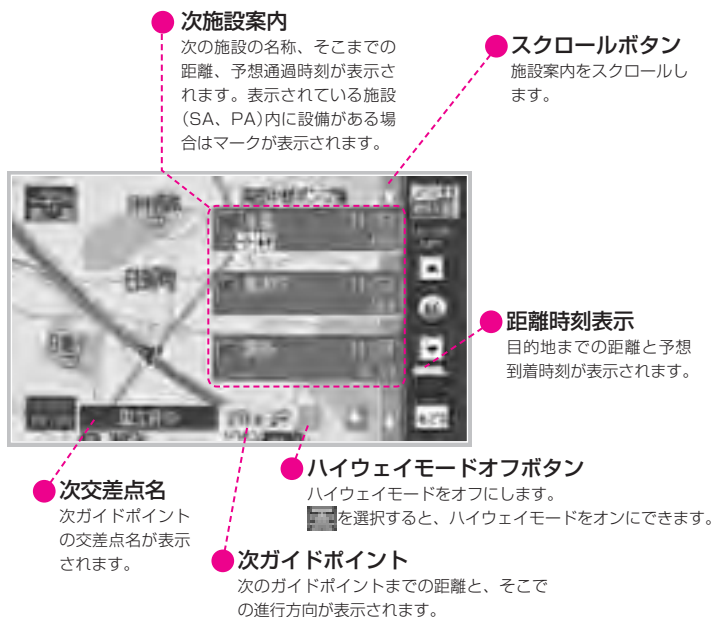 次施設案内
次の施設の名称、そこまでの
距離、予想通過時刻が表示さ
れます。表示されている施設
（SA、PA）内に設備がある場
合はマークが表示されます。
スクロールボタン
施設案内をスクロールし
ます。
距離時刻表示
目的地までの距離と予想
到着時刻が表示されます。
ハイウェイモードオフボタン
ハイウェイモードをオフにします。
を選択すると、ハイウェイモードをオンにできます。
次交差点名
次ガイドポイント
の交差点名が表示
されます。
次ガイドポイント
次のガイドポイントまでの距離と、そこで
の進行方向が表示されます。